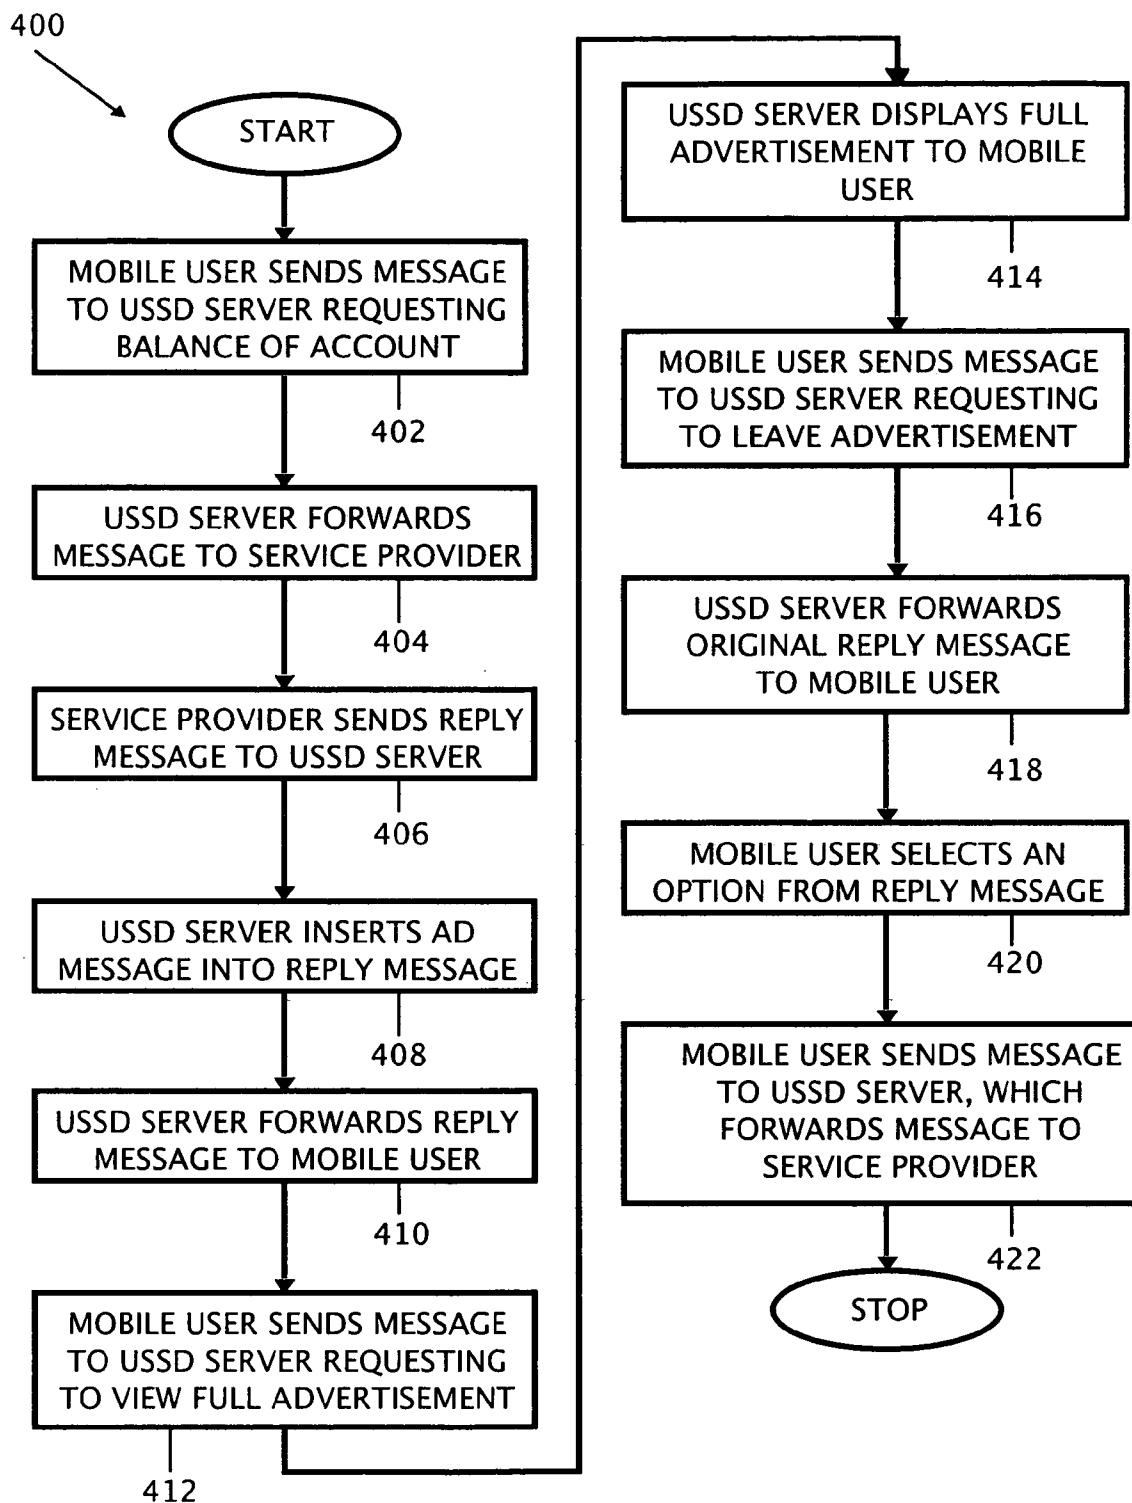 400
START
MOBILE USER SENDS MESSAGE
TO USSD SERVER REQUESTING
BALANCE OF ACCOUNT
402
USSD SERVER FORWARDS
MESSAGE TO SERVICE PROVIDER
404
SERVICE PROVIDER SENDS REPLY
MESSAGE TO USSD SERVER
406
USSD SERVER INSERTS AD
MESSAGE INTO REPLY MESSAGE
408
USSD SERVER FORWARDS REPLY
MESSAGE TO MOBILE USER
410
MOBILE USER SENDS MESSAGE
TO USSD SERVER REQUESTING
TO VIEW FULL ADVERTISEMENT
412
USSD SERVER DISPLAYS FULL
ADVERTISEMENT TO MOBILE
USER
414
MOBILE USER SENDS MESSAGE
TO USSD SERVER REQUESTING
TO LEAVE ADVERTISEMENT
416
USSD SERVER FORWARDS
ORIGINAL REPLY MESSAGE
TO MOBILE USER
418
MOBILE USER SELECTS AN
OPTION FROM REPLY MESSAGE
420
MOBILE USER SENDS MESSAGE
TO USSD SERVER, WHICH
FORWARDS MESSAGE TO
SERVICE PROVIDER
422
STOP